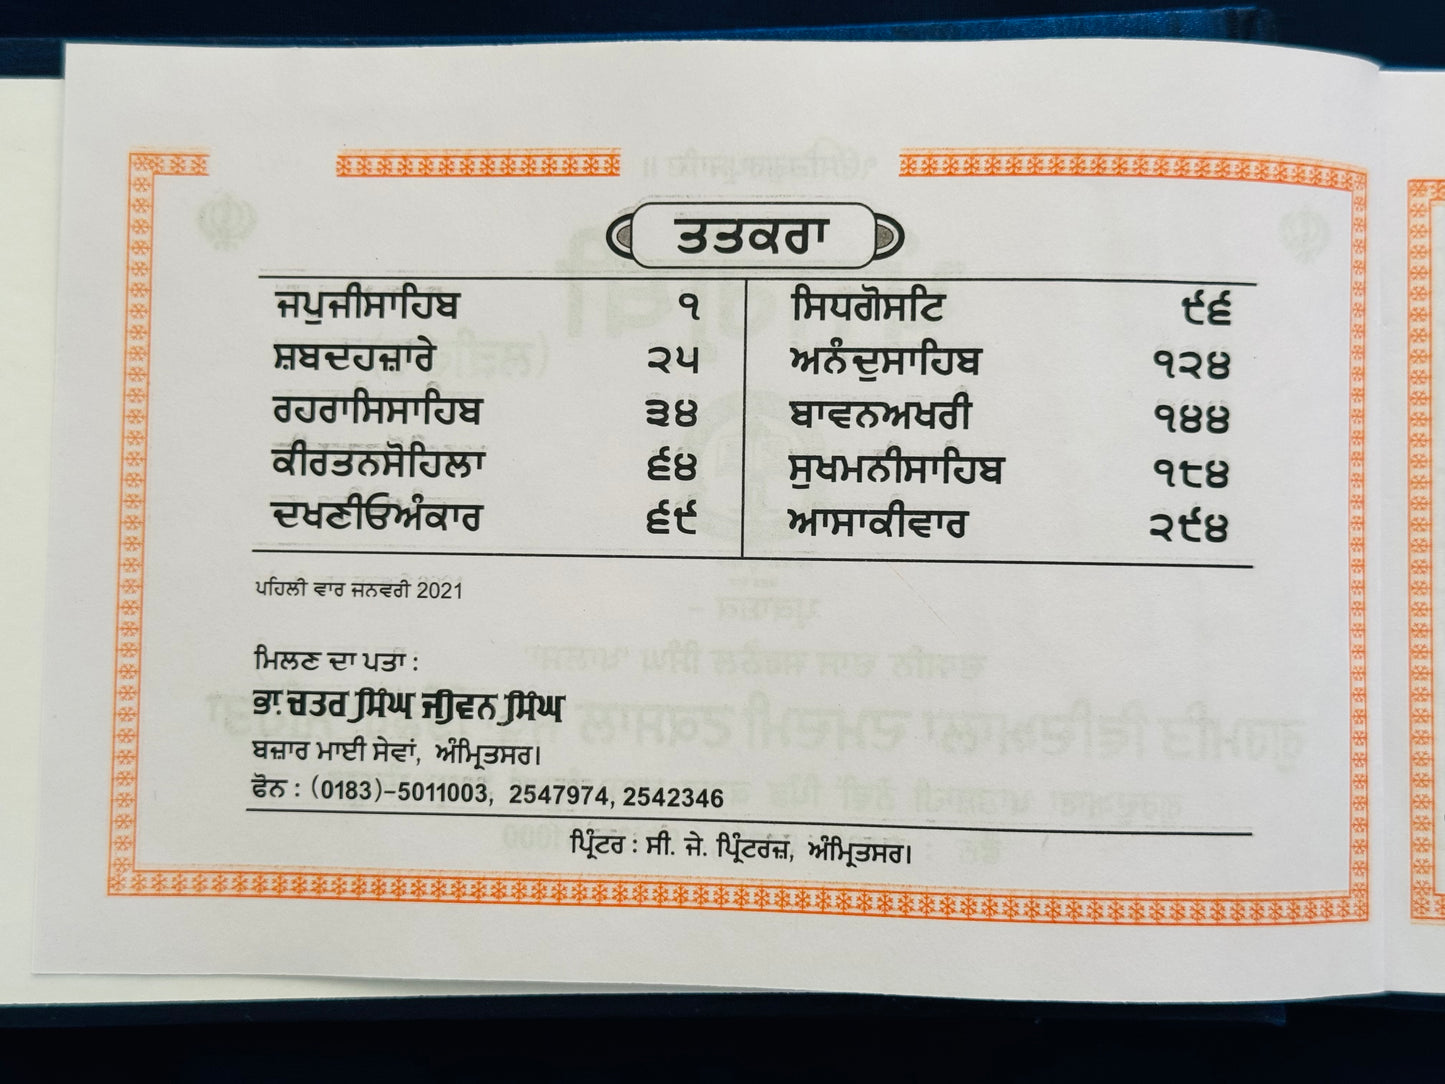 ਤਤਕਰਾ
ਜਪੁਜੀਸਾਹਿਬ ੧
ਸ਼ਬਦਹਜ਼ਾਰੇ ੨੫
ਰਹਰਾਸਿਸਾਹਿਬ ੩੪
ਕੀਰਤਨਸੋਹਿਲਾ ੬੪
ਦਖਣੀਓਅੰਕਾਰ ੬੯
ਸਿਧਗੋਸਟਿ ੯੬
ਅਨੰਦੁਸਾਹਿਬ ੧੨੪
ਬਾਵਨਅਖਰੀ ੧੪੪
ਸੁਖਮਨੀਸਾਹਿਬ ੧੮੪
ਆਸਾਕੀਵਾਰ ੨੯੪
ਪਹਿਲੀ ਵਾਰ ਜਨਵਰੀ 2021
ਮਿਲਣ ਦਾ ਪਤਾ :
ਭਾ. ਚਤਰ ਸਿੰਘ ਜੀਵਨ ਸਿੰਘ
ਬਜ਼ਾਰ ਮਾਈ ਸੇਵਾਂ, ਅੰਮ੍ਰਿਤਸਰ।
ਫੋਨ : (0183)-5011003, 2547974, 2542346
ਪ੍ਰਿੰਟਰ : ਸੀ. ਜੇ. ਪ੍ਰਿੰਟਰਜ਼, ਅੰਮ੍ਰਿਤਸਰ।